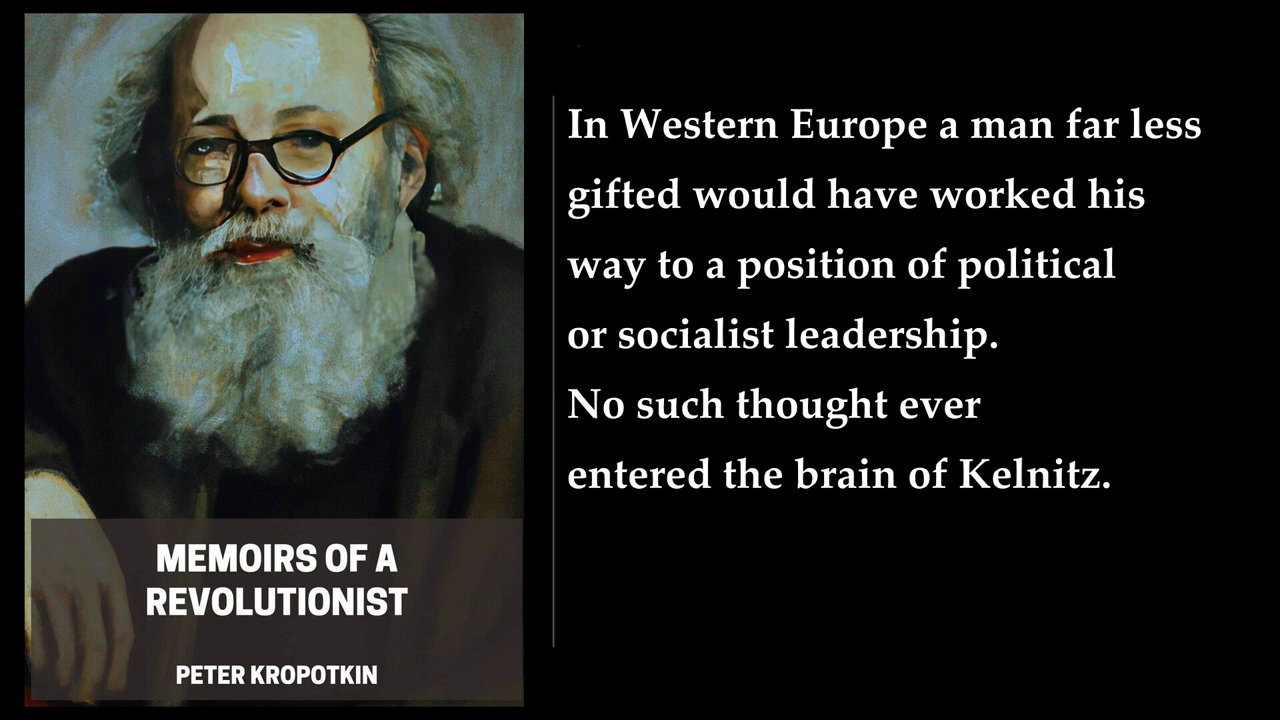 In Western Europe a man far less
gifted would have worked his
way to a position of political
or socialist leadership.
No such thought ever
entered the brain of Kelnitz.
MEMOIRS OF A
REVOLUTIONIST
PETER KROPOTKIN